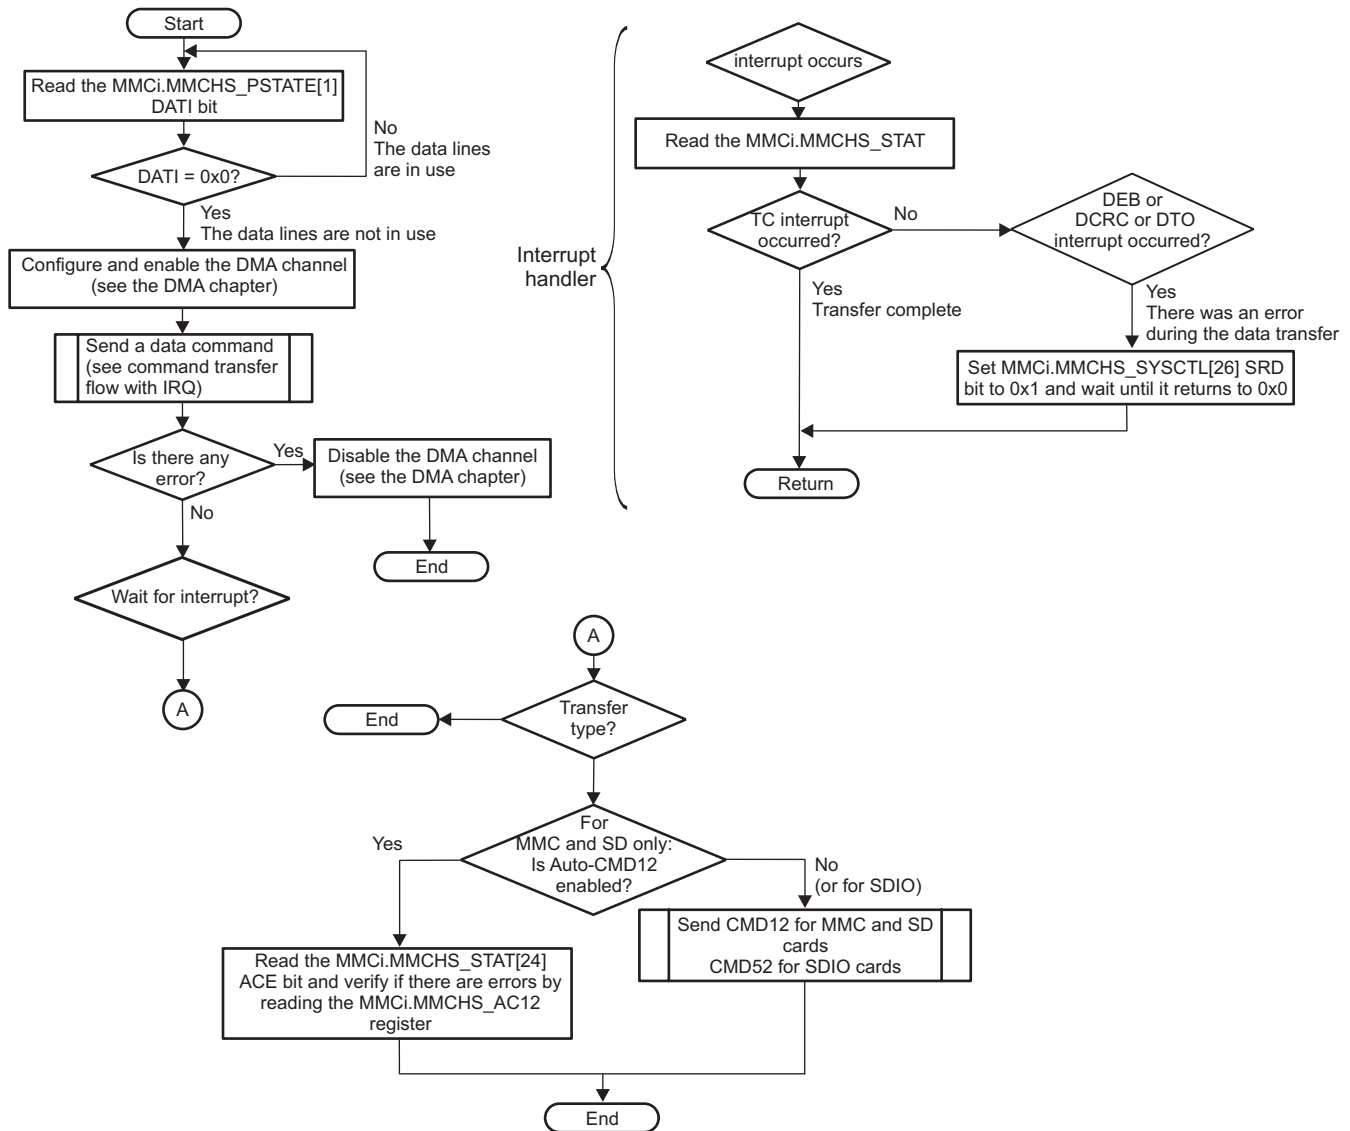 Start
Read the MMCi.MMCHS_PSTATE[1]
DATI bit
No
The data lines
are in use
DATI = 0x0?
Yes
The data lines are not in use
Configure and enable the DMA channel
(see the DMA chapter)
Send a data command
(see command transfer
flow with IRQ)
Is there any
error?
Yes
Disable the DMA channel
(see the DMA chapter)
No
End
Wait for interrupt?
A
Interrupt
handler
interrupt occurs
Read the MMCi.MMCHS_STAT
TC interrupt
occurred?
No
DEB or
DCRC or DTO
interrupt occurred?
Yes
Transfer complete
Yes
There was an error
during the data transfer
Set MMCi.MMCHS_SYSCTL[26] SRD
bit to 0x1 and wait until it returns to 0x0
Return
A
Transfer
type?
End
For
MMC and SD only:
Is Auto-CMD12
enabled?
Yes
No
(or for SDIO)
Send CMD12 for MMC and SD
cards
CMD52 for SDIO cards
Read the MMCi.MMCHS_STAT[24]
ACE bit and verify if there are errors by
reading the MMCi.MMCHS_AC12
register
End